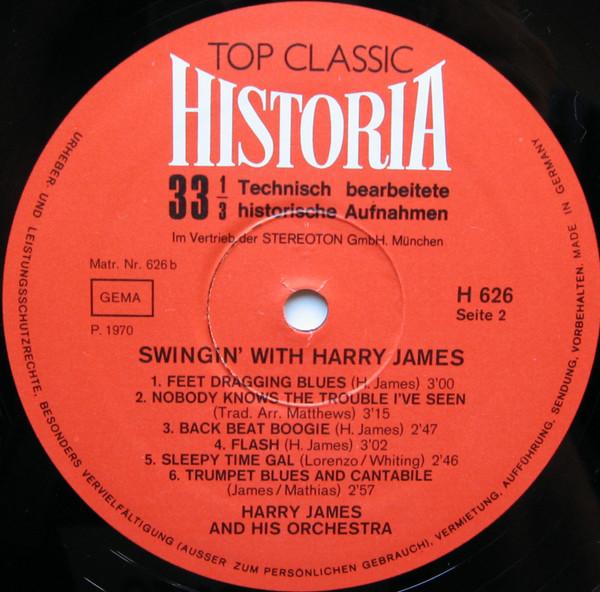 TOP CLASSIC
HISTORIA
33 1/3 Technisch bearbeitete
historische Aufnahmen
Im Vertrieb der STEREOTON GmbH. München
Matr. Nr. 626 b
GEMA
P. 1970
H 626
Seite 2
SWINGIN' WITH HARRY JAMES
1. FEET DRAGGING BLUES (H. James) 3'00
2. NOBODY KNOWS THE TROUBLE I'VE SEEN
(Trad. Arr. Matthews) 3'15
3. BACK BEAT BOOGIE (H. James) 2'47
4. FLASH (H. James) 3'02
5. SLEEPY TIME GAL (Lorenzo/Whiting) 2'46
6. TRUMPET BLUES AND CANTABILE
(James/Mathias) 2'57
HARRY JAMES
AND HIS ORCHESTRA
URHEBER- UND LEISTUNGSSCHUTZRECHTE, BESONDERS VERVIELFÄLTIGUNG (AUSSER ZUM PERSÖNLICHEN GEBRAUCH), VERMIETUNG, AUFFÜHRUNG, SENDUNG, VORBEHALTEN. MADE IN GERMANY